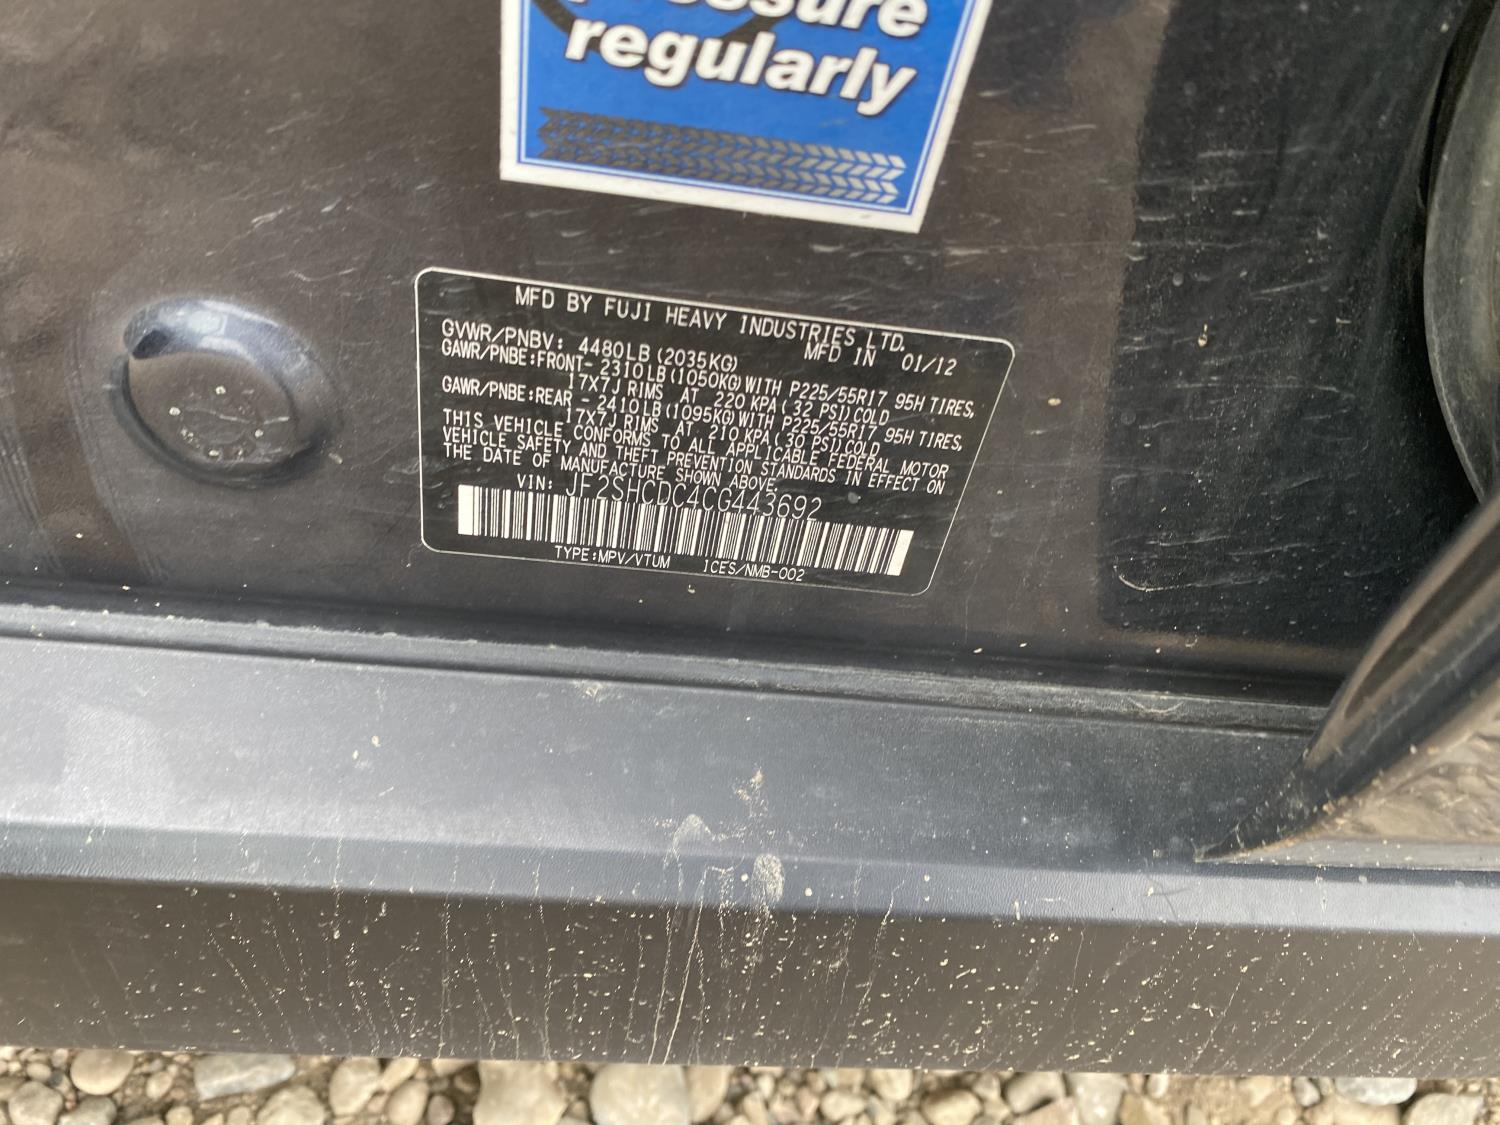 regularly
MFD BY FUJI HEAVY INDUSTRIES LTD.
GVWR/PNBV: 4480LB (2035KG) MFD IN 01/12
GAWR/PNBE:FRONT- 2310LB (1050KG) WITH P225/55R17 95H TIRES,
17X7J RIMS AT 220 KPA (32 PSI) COLD
GAWR/PNBE:REAR - 2410LB (1095KG) WITH P225/55R17 95H TIRES,
17X7J RIMS AT 210 KPA (30 PSI) COLD
THIS VEHICLE CONFORMS TO ALL APPLICABLE FEDERAL MOTOR
VEHICLE SAFETY AND THEFT PREVENTION STANDARDS IN EFFECT ON
THE DATE OF MANUFACTURE SHOWN ABOVE.
VIN: JF2SHCDC4CG443692
TYPE:MPV/VTUM ICES/NMB-002